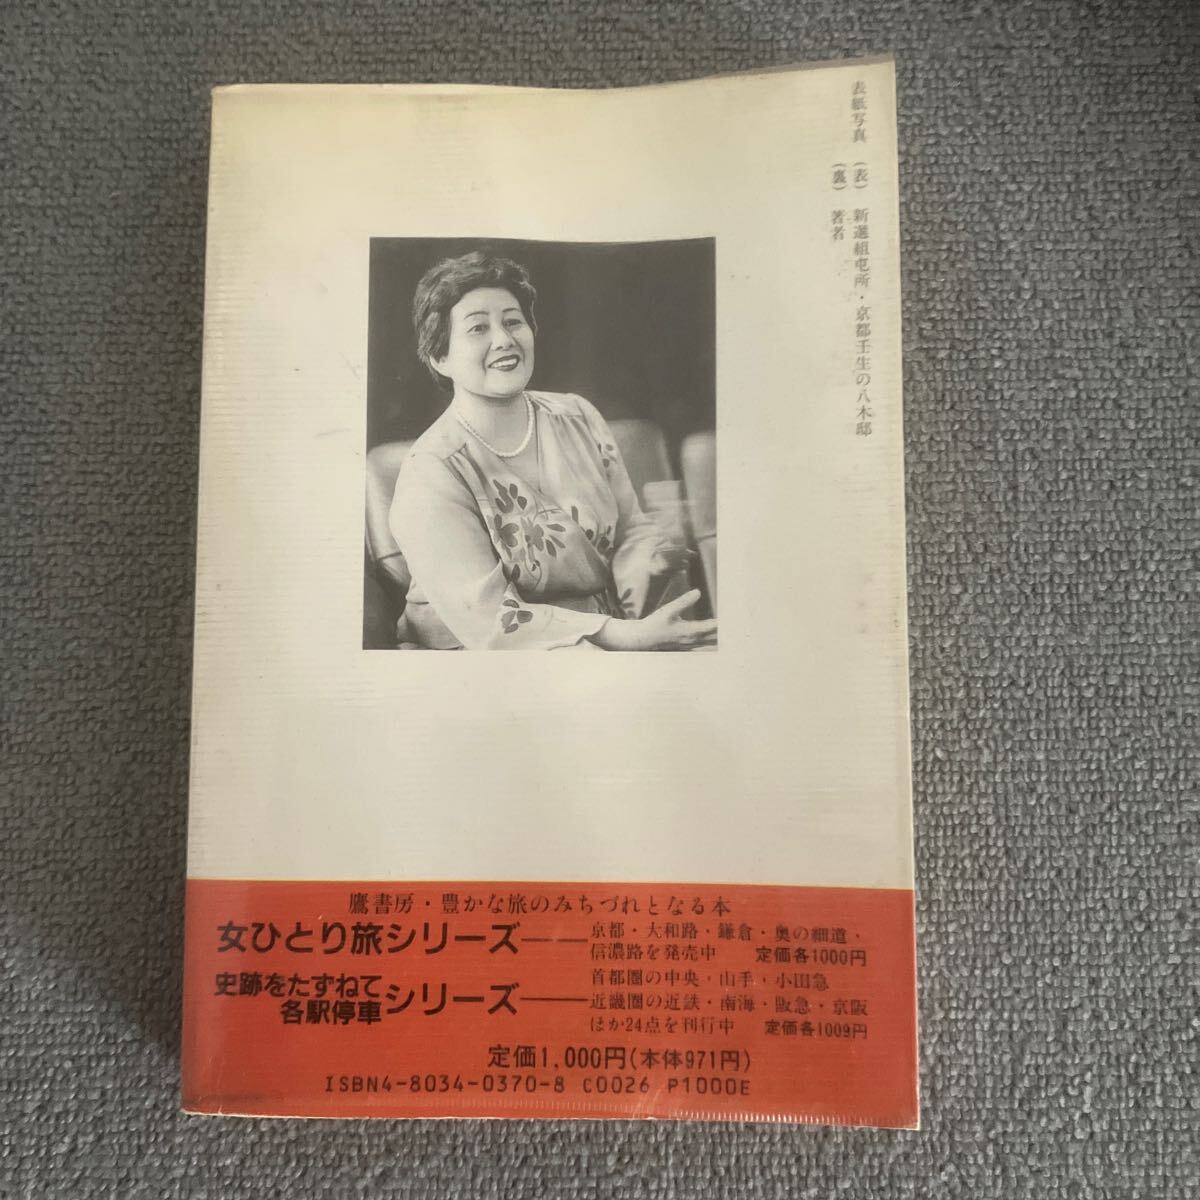 表紙写真 (表) 新選組屯所・京都壬生の八木邸
(裏) 著者
鷹書房・豊かな旅のみちづれとなる本
女ひとり旅シリーズ――京都・大和路・鎌倉・奥の細道・
信濃路を発売中 定価各1000円
史跡をたずねて
各駅停車シリーズ――首都圏の中央・山手・小田急
近畿圏の近鉄・南海・阪急・京阪
ほか24点を刊行中 定価各1009円
定価1,000円(本体971円)
ISBN4-8034-0370-8 C0026 P1000E